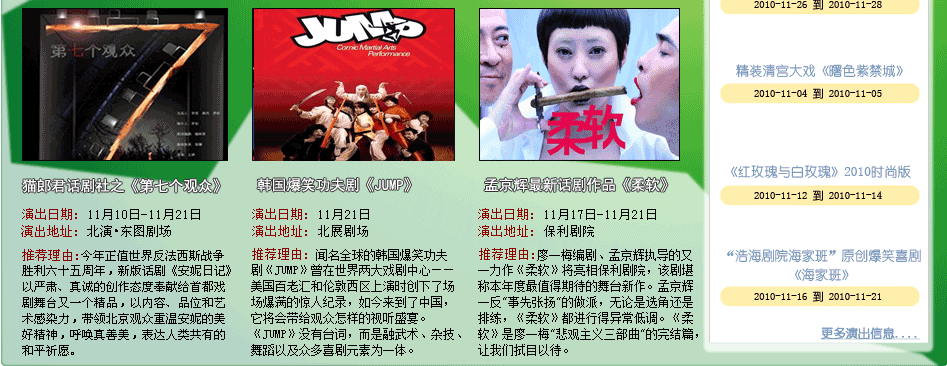 第七个观众
JUMP
Comic Martial Arts
Performance
柔软
猫郎君话剧社之《第七个观众》
演出日期：11月10日-11月21日
演出地址：北演·东图剧场
推荐理由:今年正值世界反法西斯战争
胜利六十五周年，新版话剧《安妮日记》
以严肃、真诚的创作态度奉献给首都戏
剧舞台又一个精品，以内容、品位和艺
术感染力，带领北京观众重温安妮的美
好精神，呼唤真善美，表达人类共有的
和平祈愿。
韩国爆笑功夫剧《JUMP》
演出日期：11月21日
演出地址：北展剧场
推荐理由：闻名全球的韩国爆笑功夫
剧《JUMP》曾在世界两大戏剧中心——
美国百老汇和伦敦西区上演时创下了场
场爆满的惊人纪录，如今来到了中国，
它将会带给观众怎样的视听盛宴。
《JUMP》没有台词，而是融武术、杂技、
舞蹈以及众多喜剧元素为一体。
孟京辉最新话剧作品《柔软》
演出日期：11月17日-11月21日
演出地址：保利剧院
推荐理由:廖一梅编剧、孟京辉执导的又
一力作《柔软》将亮相保利剧院，该剧堪
称本年度最值得期待的舞台新作。孟京辉
一反“事先张扬”的做派，无论是选角还是
排练，《柔软》都进行得异常低调。《柔
软》是廖一梅“悲观主义三部曲”的完结篇，
让我们拭目以待。
2010-11-26 到 2010-11-28
精装清宫大戏《曙色紫禁城》
2010-11-04 到 2010-11-05
《红玫瑰与白玫瑰》2010时尚版
2010-11-12 到 2010-11-14
“浩海剧院海家班”原创爆笑喜剧
《海家班》
2010-11-16 到 2010-11-21
更多演出信息....